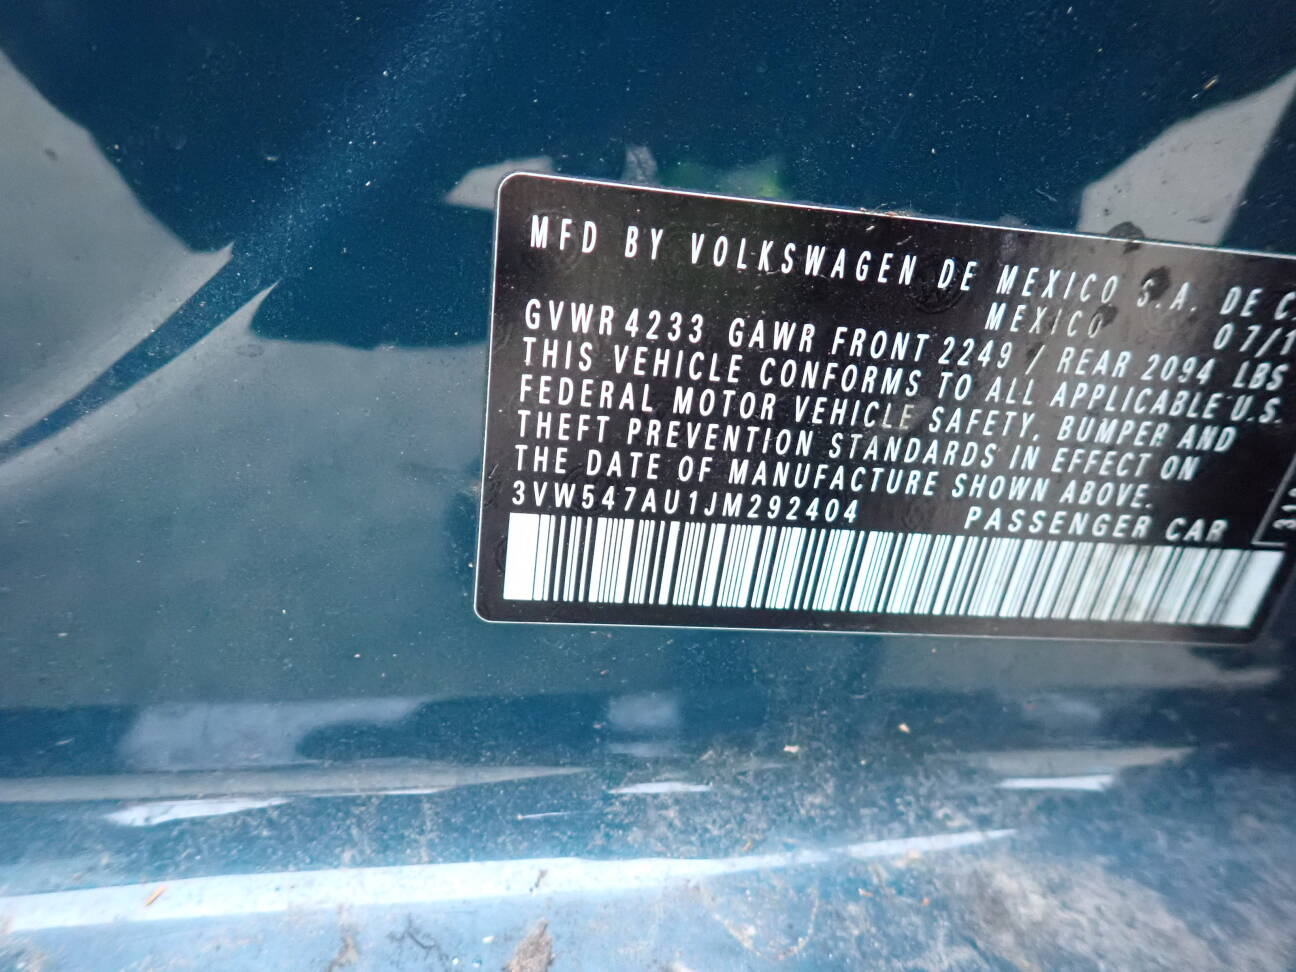 MFD BY VOLKSWAGEN DE MEXICO S.A. DE C.
MEXICO 07/1
GVWR 4233 GAWR FRONT 2249 / REAR 2094 LBS
THIS VEHICLE CONFORMS TO ALL APPLICABLE U.S.
FEDERAL MOTOR VEHICLE SAFETY, BUMPER AND
THEFT PREVENTION STANDARDS IN EFFECT ON
THE DATE OF MANUFACTURE SHOWN ABOVE.
3VW547AU1JM292404 PASSENGER CAR